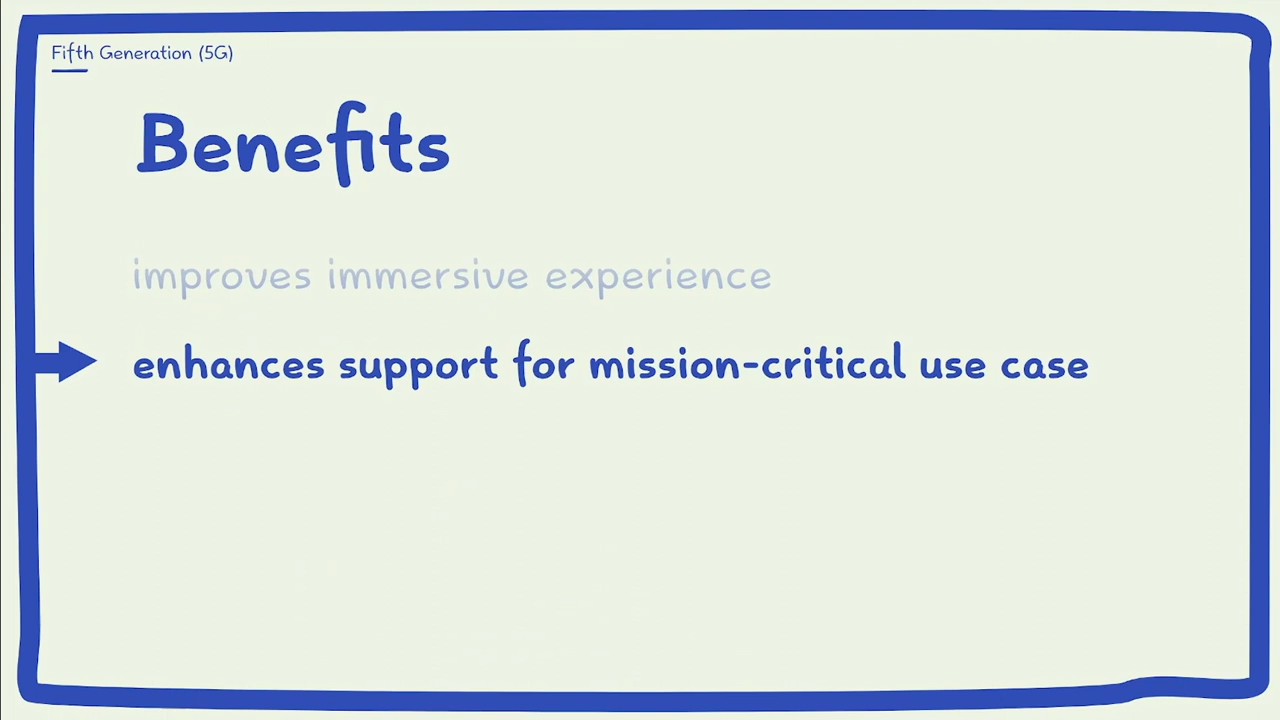 Fifth Generation (5G)
Benefits
improves immersive experience
enhances support for mission-critical use case